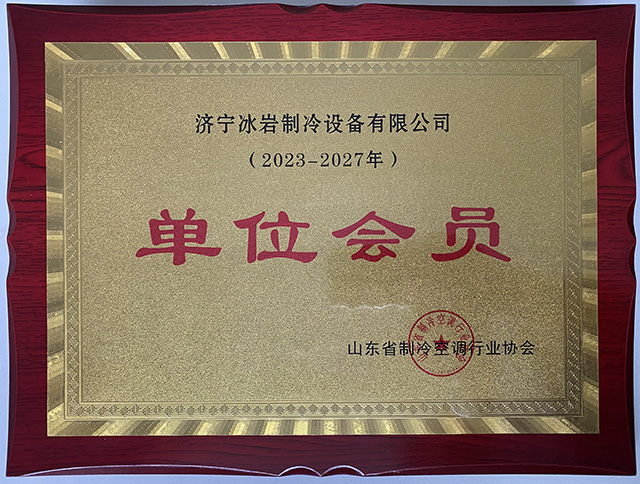 济宁冰岩制冷设备有限公司
(2023-2027年)
单位会员
山东省制冷空调行业协会